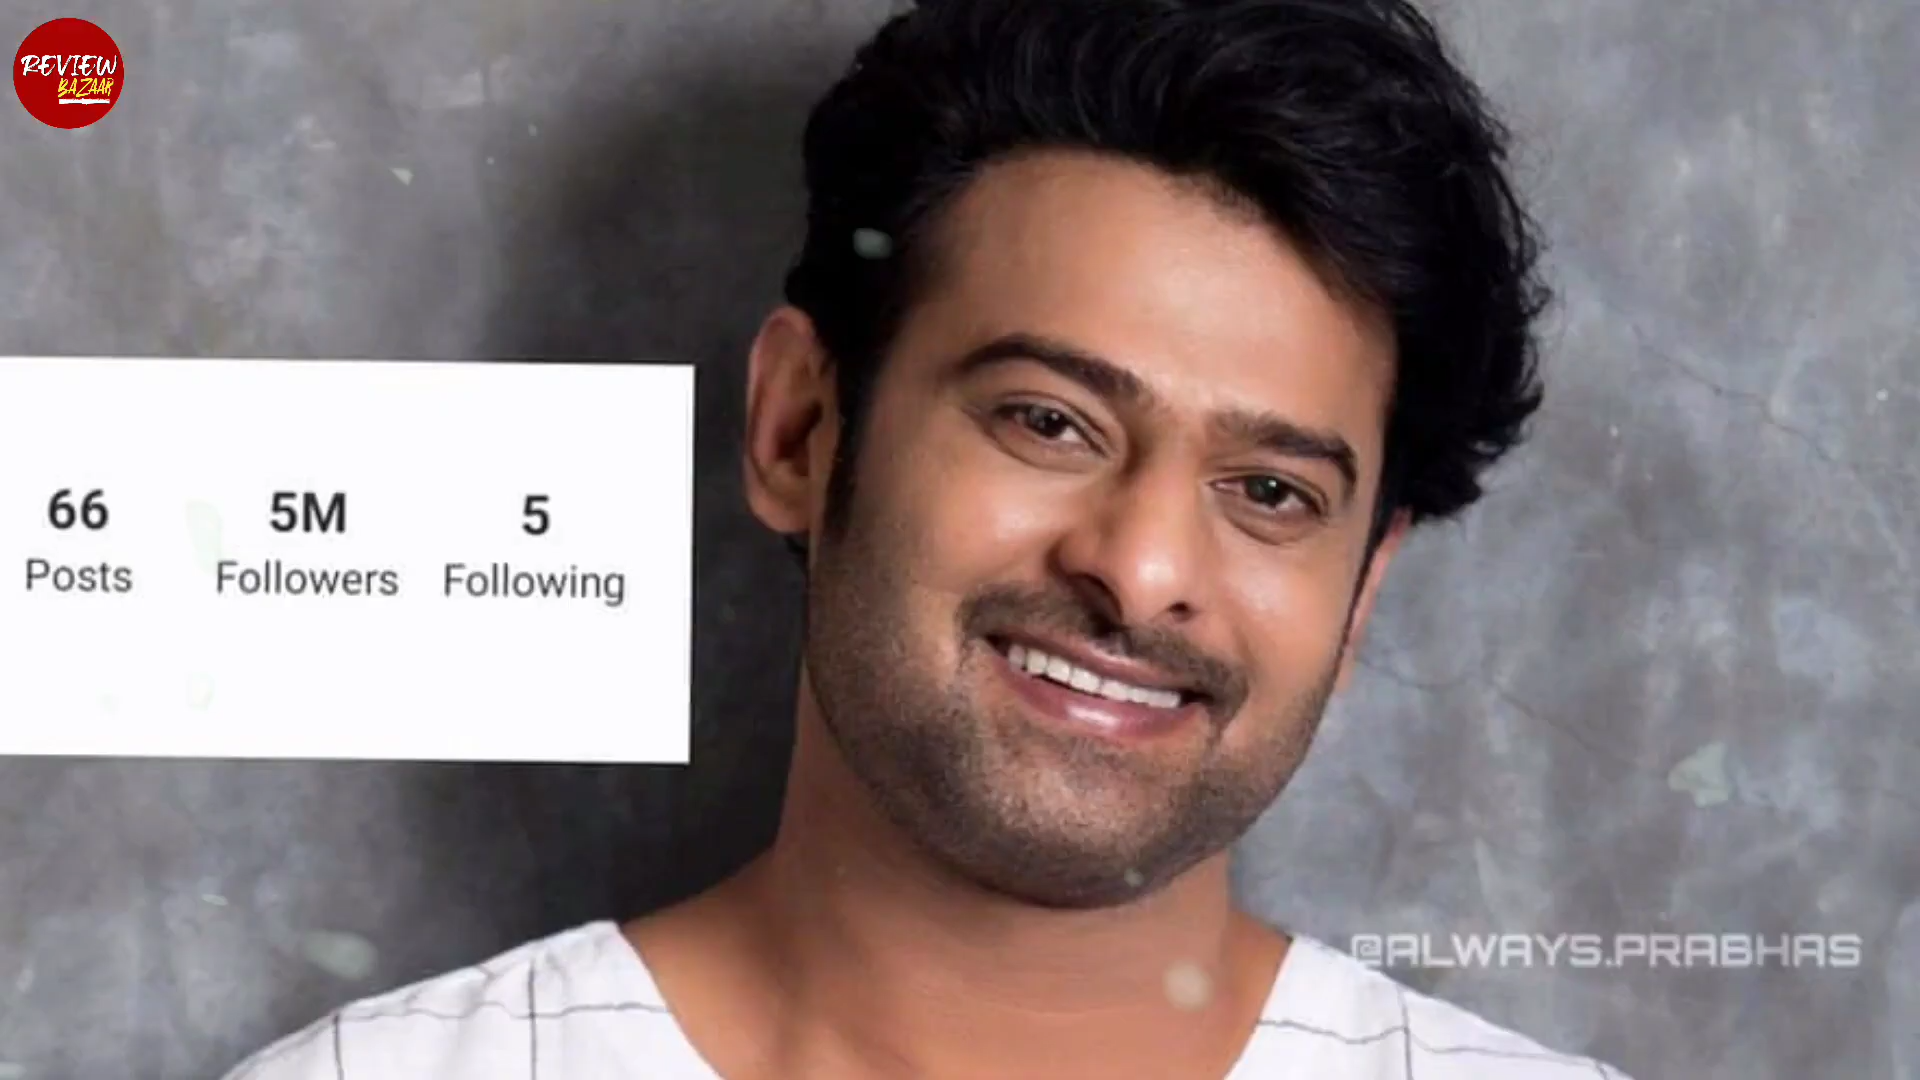 REVIEW
BAZAAR
66 5M 5
Posts Followers Following
@ALWAYS.PRABHAS